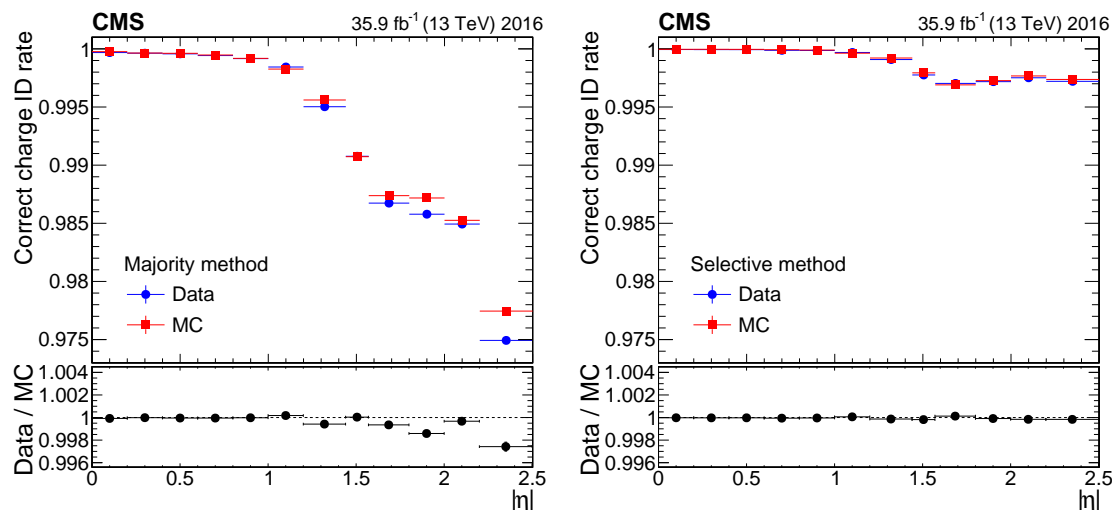 CMS 35.9 fb⁻¹ (13 TeV) 2016
Correct charge ID rate
1
0.995
0.99
0.985
0.98
0.975
Majority method
Data
MC
Data / MC
1.004
1.002
1
0.998
0.996
0 0.5 1 1.5 2 2.5
|η|
CMS 35.9 fb⁻¹ (13 TeV) 2016
Correct charge ID rate
1
0.995
0.99
0.985
0.98
0.975
Selective method
Data
MC
Data / MC
1.004
1.002
1
0.998
0.996
0 0.5 1 1.5 2 2.5
|η|